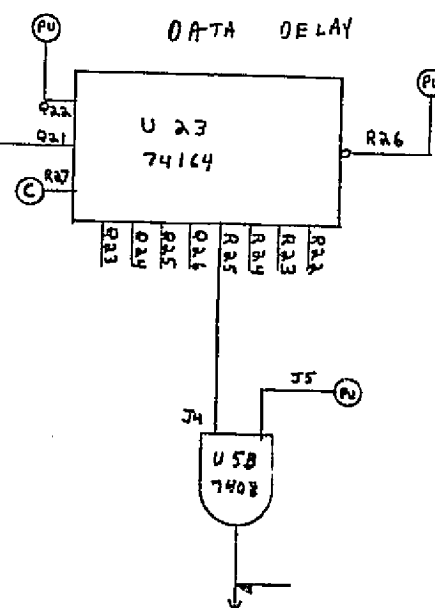 DATA DELAY
PU
PU
Q22
Q21
R27
C
U 23
74164
R26
Q23
Q24
Q25
Q26
R25
R24
R23
R22
J4
J5
PU
U 5B
7408